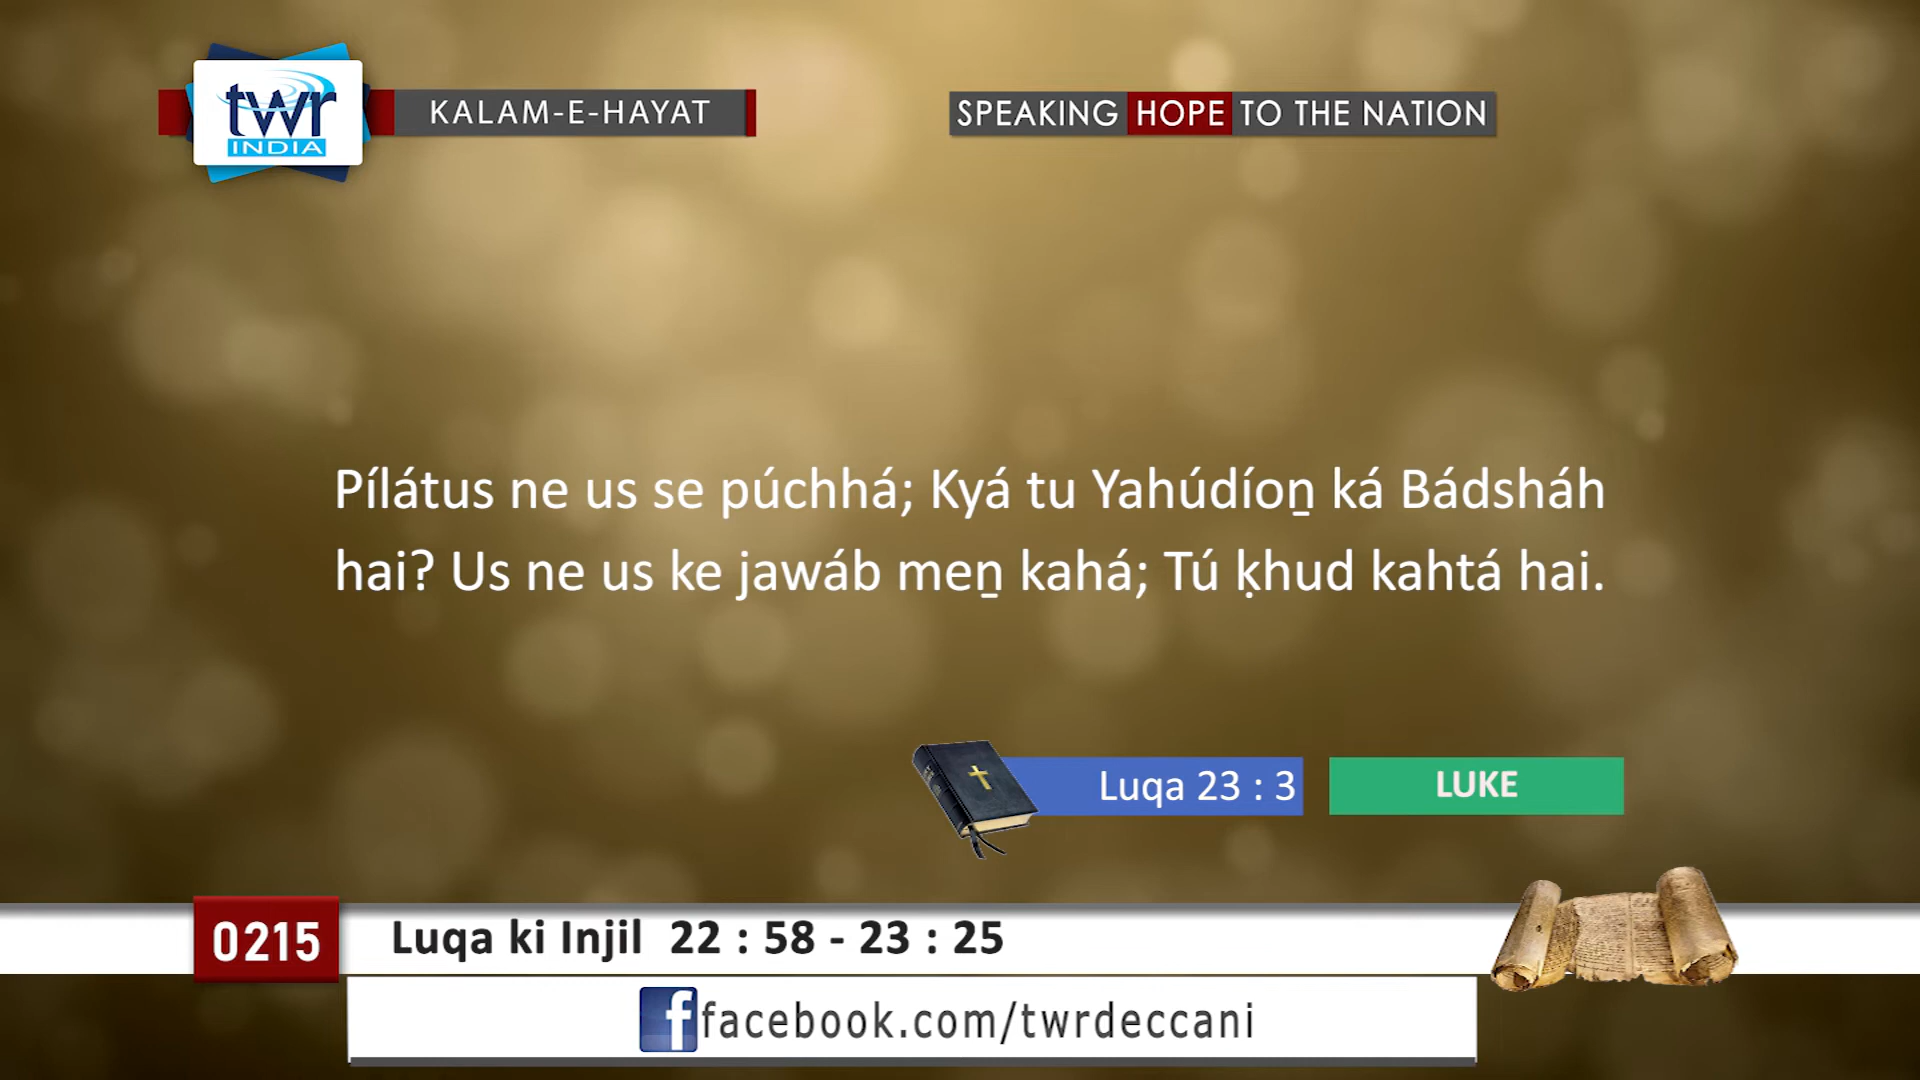 twr
INDIA
KALAM-E-HAYAT
SPEAKING HOPE TO THE NATION
Pílátus ne us se púchhá; Kyá tu Yahúdíoṉ ká Bádsháh
hai? Us ne us ke jawáb meṉ kahá; Tú ḳhud kahtá hai.
Luqa 23 : 3
LUKE
0215
Luqa ki Injil 22 : 58 - 23 : 25
facebook.com/twrdeccani